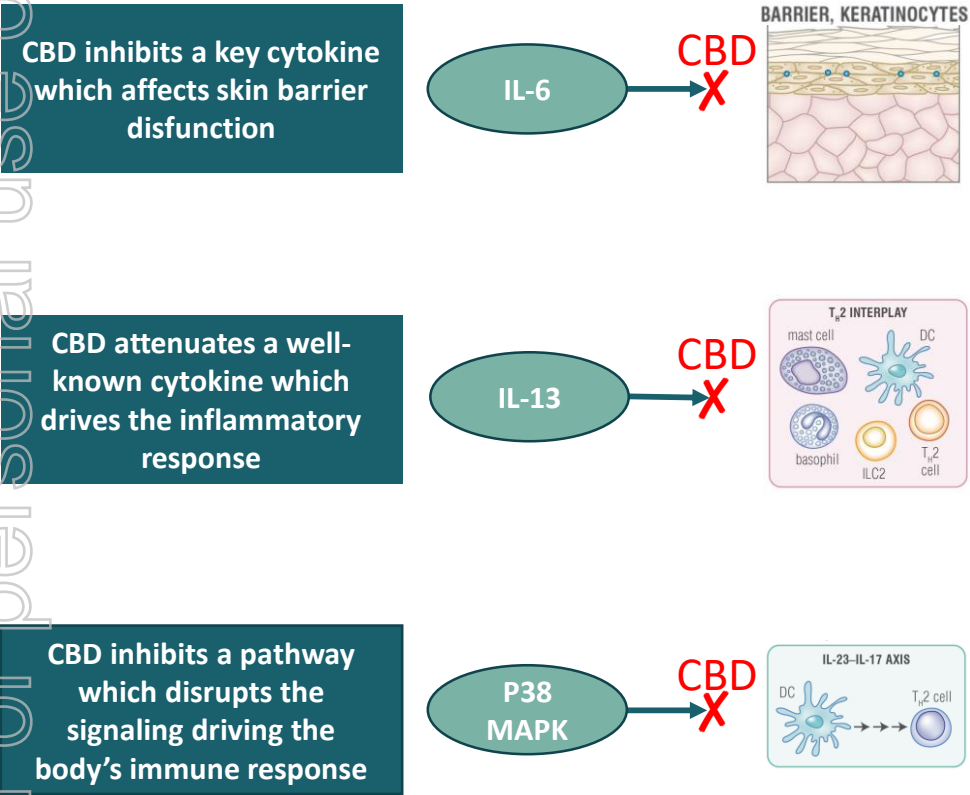 CBD inhibits a key cytokine
which affects skin barrier
disfunction
IL-6
CBD
X
BARRIER, KERATINOCYTES
CBD attenuates a well-
known cytokine which
drives the inflammatory
response
IL-13
CBD
X
TH2 INTERPLAY
mast cell
DC
basophil
ILC2
TH2
cell
CBD inhibits a pathway
which disrupts the
signaling driving the
body’s immune response
P38
MAPK
CBD
X
IL-23–IL-17 AXIS
DC
TH2 cell
or personal use o